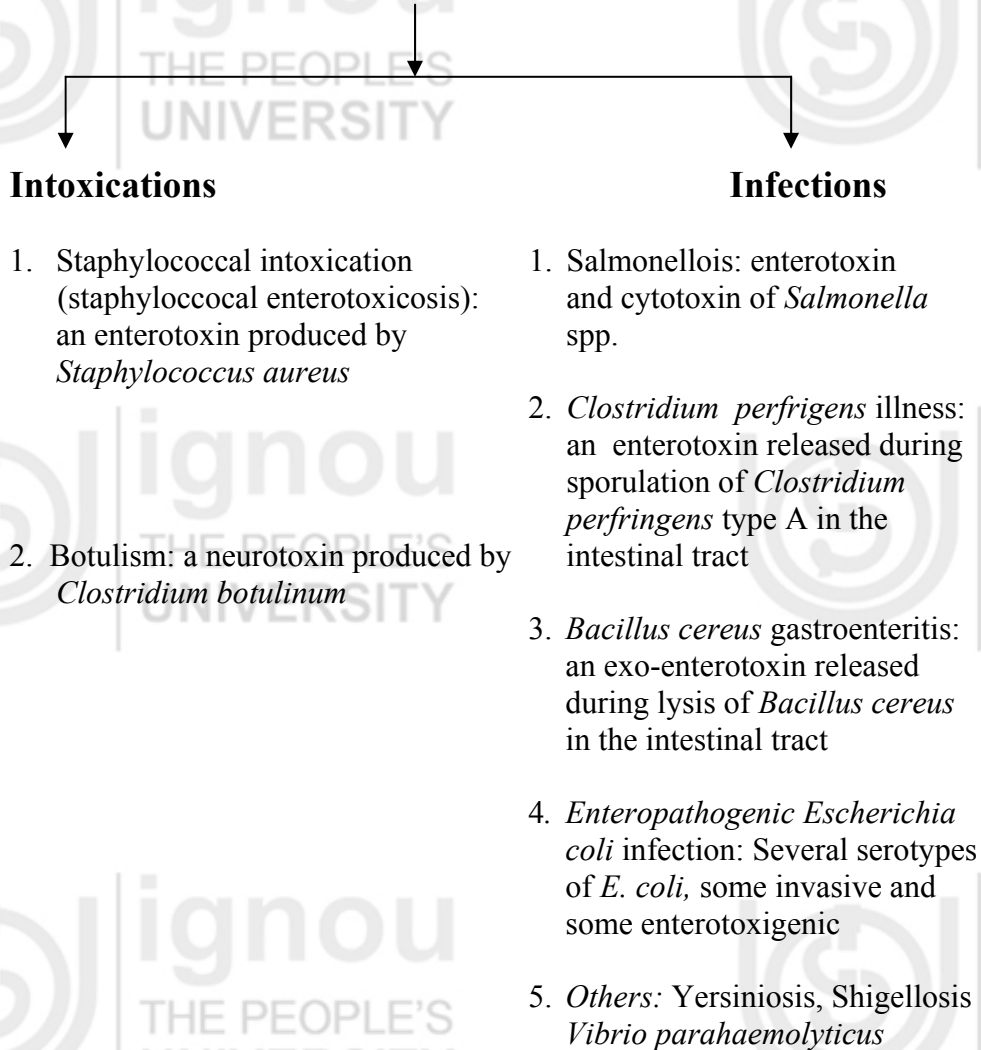 ignou
THE PEOPLE'S
UNIVERSITY
Intoxications
1. Staphylococcal intoxication
(staphyloccocal enterotoxicosis):
an enterotoxin produced by
Staphylococcus aureus
ignou
THE PEOPLE'S
UNIVERSITY
2. Botulism: a neurotoxin produced by
Clostridium botulinum
Infections
1. Salmonellois: enterotoxin
and cytotoxin of Salmonella
spp.
2. Clostridium perfrigens illness:
an enterotoxin released during
sporulation of Clostridium
perfringens type A in the
intestinal tract
3. Bacillus cereus gastroenteritis:
an exo-enterotoxin released
during lysis of Bacillus cereus
in the intestinal tract
4. Enteropathogenic Escherichia
coli infection: Several serotypes
of E. coli, some invasive and
some enterotoxigenic
5. Others: Yersiniosis, Shigellosis
Vibrio parahaemolyticus
ignou
THE PEOPLE'S
UNIVERSITY